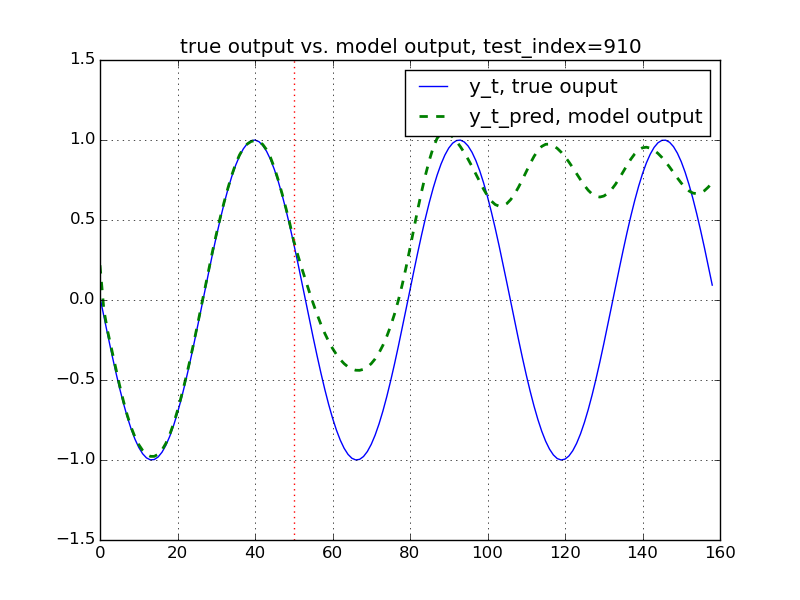 true output vs. model output, test_index=910
y_t, true ouput
y_t_pred, model output
1.5
1.0
0.5
0.0
−0.5
−1.0
−1.5
0 20 40 60 80 100 120 140 160